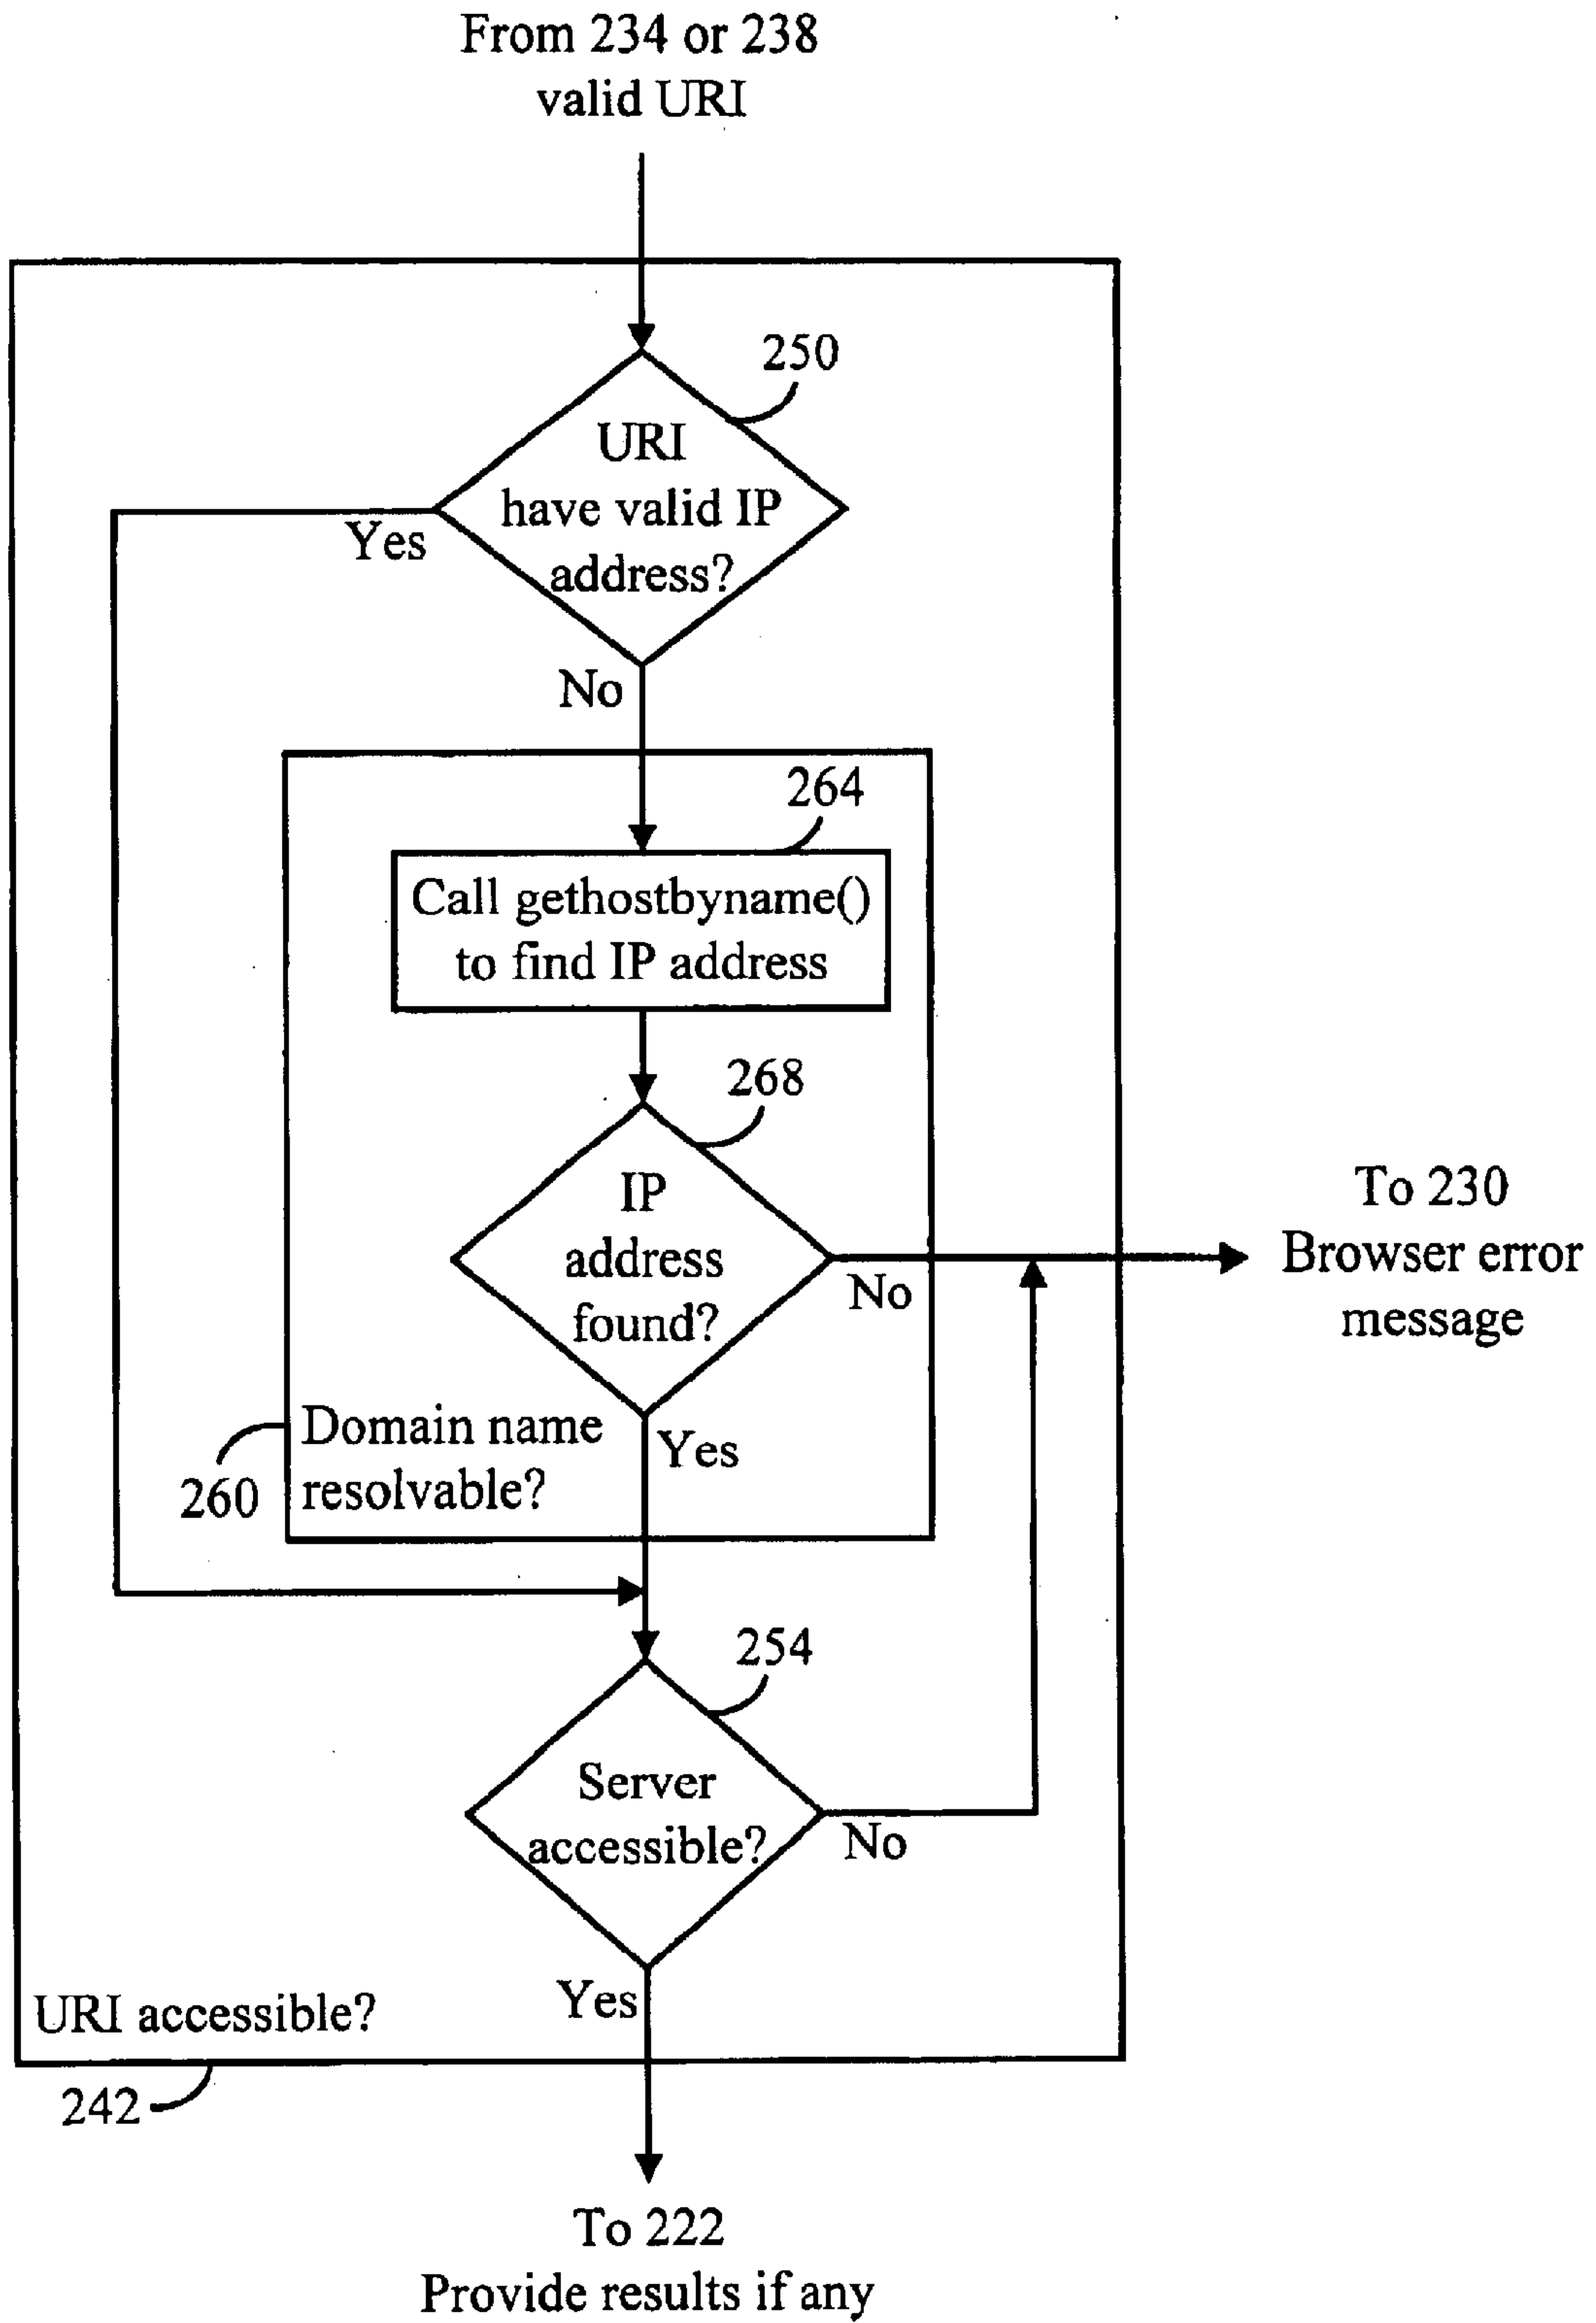 From 234 or 238
valid URI
250
URI
have valid IP
address?
Yes
No
264
Call gethostbyname()
to find IP address
268
IP
address
found?
No
To 230
Browser error
message
Domain name
resolvable?
260
Yes
254
Server
accessible?
No
Yes
URI accessible?
242
To 222
Provide results if any